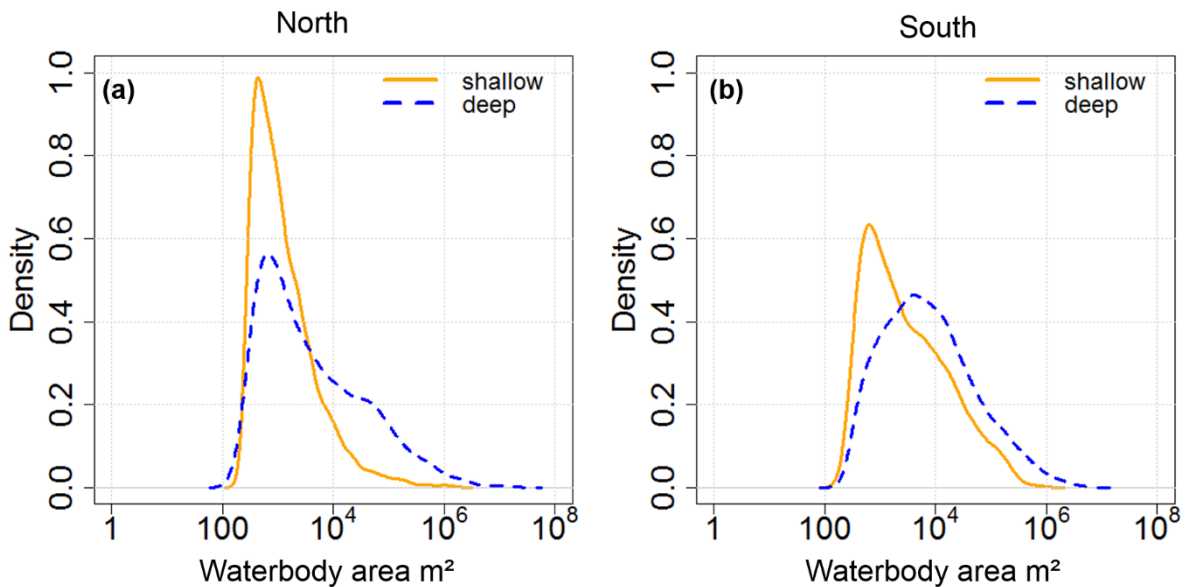 North
(a)
shallow
deep
Density
0.0
0.2
0.4
0.6
0.8
1.0
1
100
10⁴
10⁶
10⁸
Waterbody area m²
South
(b)
shallow
deep
Density
0.0
0.2
0.4
0.6
0.8
1.0
1
100
10⁴
10⁶
10⁸
Waterbody area m²